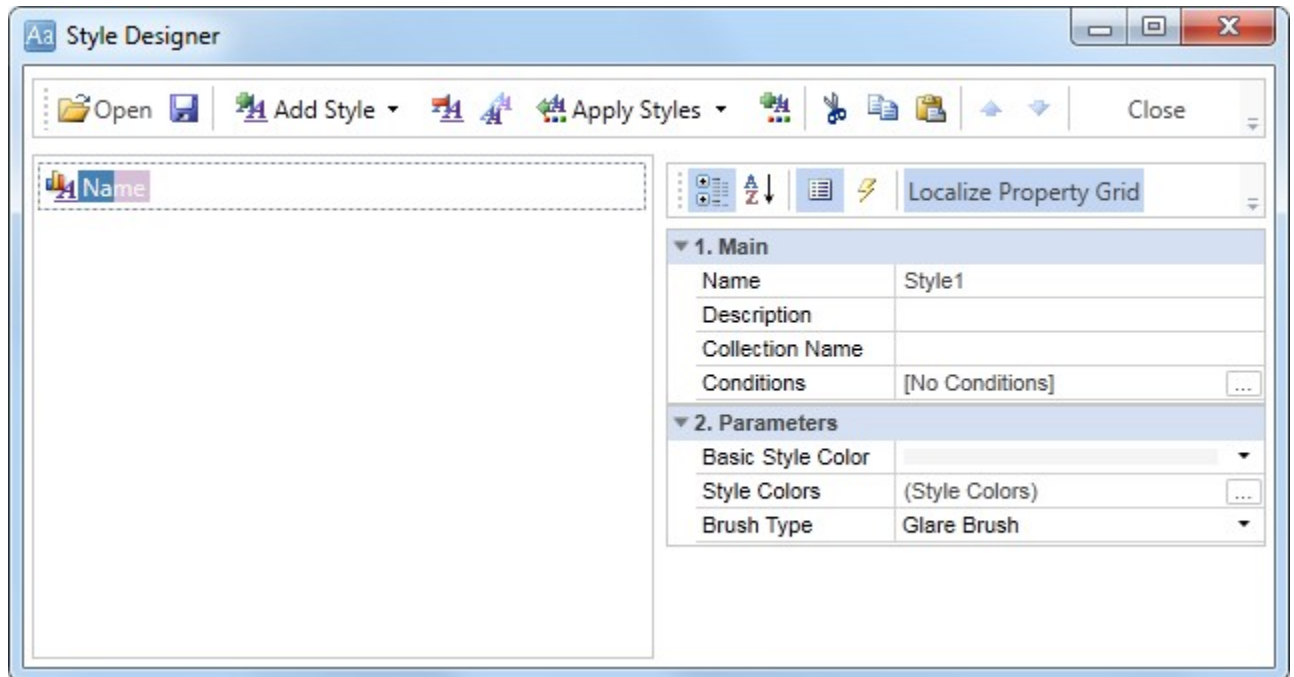 Style Designer
Open Add Style Apply Styles Close
Name
Localize Property Grid
1. Main
Name Style1
Description
Collection Name
Conditions [No Conditions] ...
2. Parameters
Basic Style Color
Style Colors (Style Colors) ...
Brush Type Glare Brush